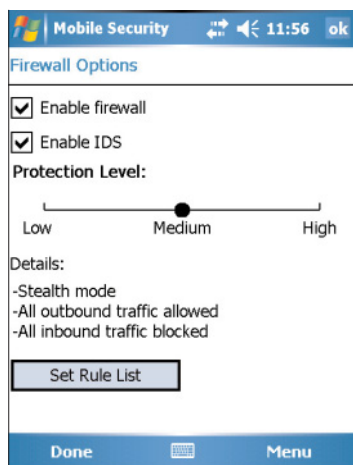 Mobile Security 11:56 ok
Firewall Options
Enable firewall
Enable IDS
Protection Level:
Low Medium High
Details:
-Stealth mode
-All outbound traffic allowed
-All inbound traffic blocked
Set Rule List
Done Menu